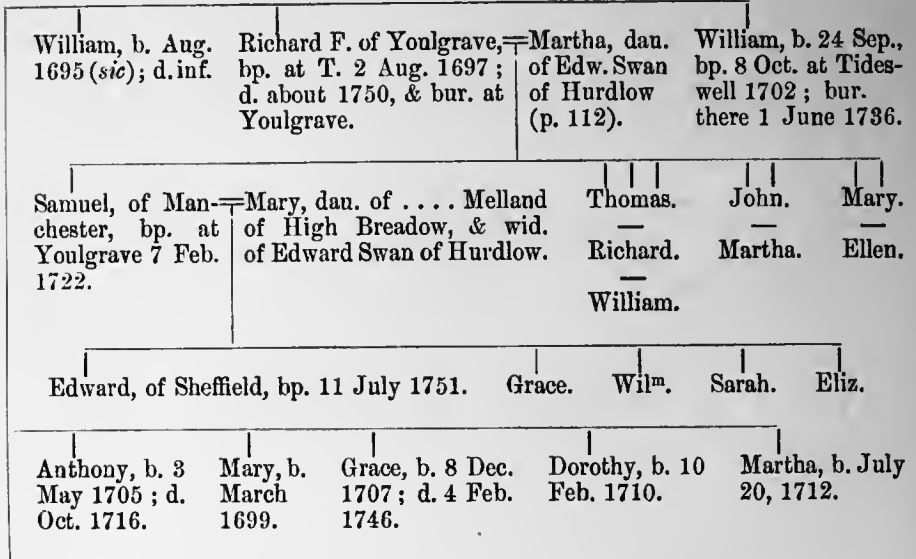 William, b. Aug.
1695 (sic); d. inf.
Richard F. of Youlgrave,
bp. at T. 2 Aug. 1697 ;
d. about 1750, & bur. at
Youlgrave.
Martha, dau.
of Edw. Swan
of Hurdlow
(p. 112).
William, b. 24 Sep.,
bp. 8 Oct. at Tides-
well 1702 ; bur.
there 1 June 1736.
Samuel, of Man-
chester, bp. at
Youlgrave 7 Feb.
1722.
Mary, dau. of .... Melland
of High Breadow, & wid.
of Edward Swan of Hurdlow.
Thomas.
—
Richard.
—
William.
John.
—
Martha.
Mary.
—
Ellen.
Edward, of Sheffield, bp. 11 July 1751.
Grace.
Wilᵐ.
Sarah.
Eliz.
Anthony, b. 3
May 1705 ; d.
Oct. 1716.
Mary, b.
March
1699.
Grace, b. 8 Dec.
1707 ; d. 4 Feb.
1746.
Dorothy, b. 10
Feb. 1710.
Martha, b. July
20, 1712.